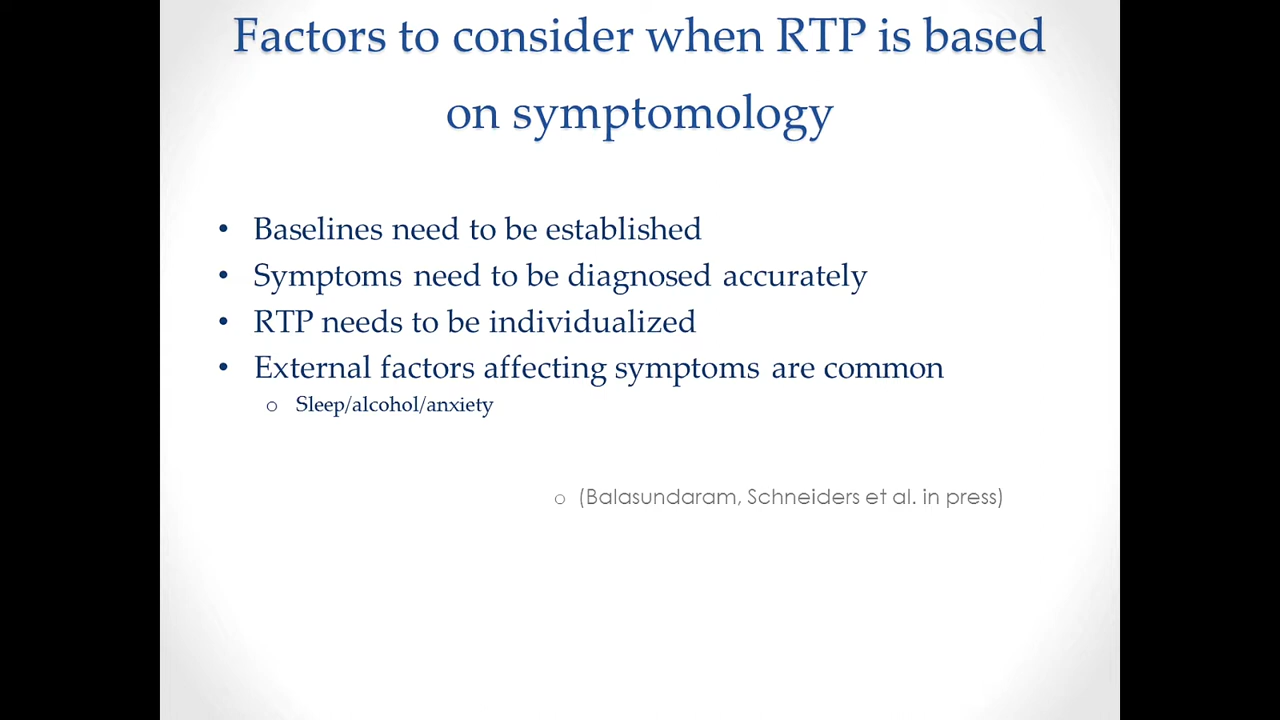 Factors to consider when RTP is based
on symptomology
• Baselines need to be established
• Symptoms need to be diagnosed accurately
• RTP needs to be individualized
• External factors affecting symptoms are common
o Sleep/alcohol/anxiety
o (Balasundaram, Schneiders et al. in press)